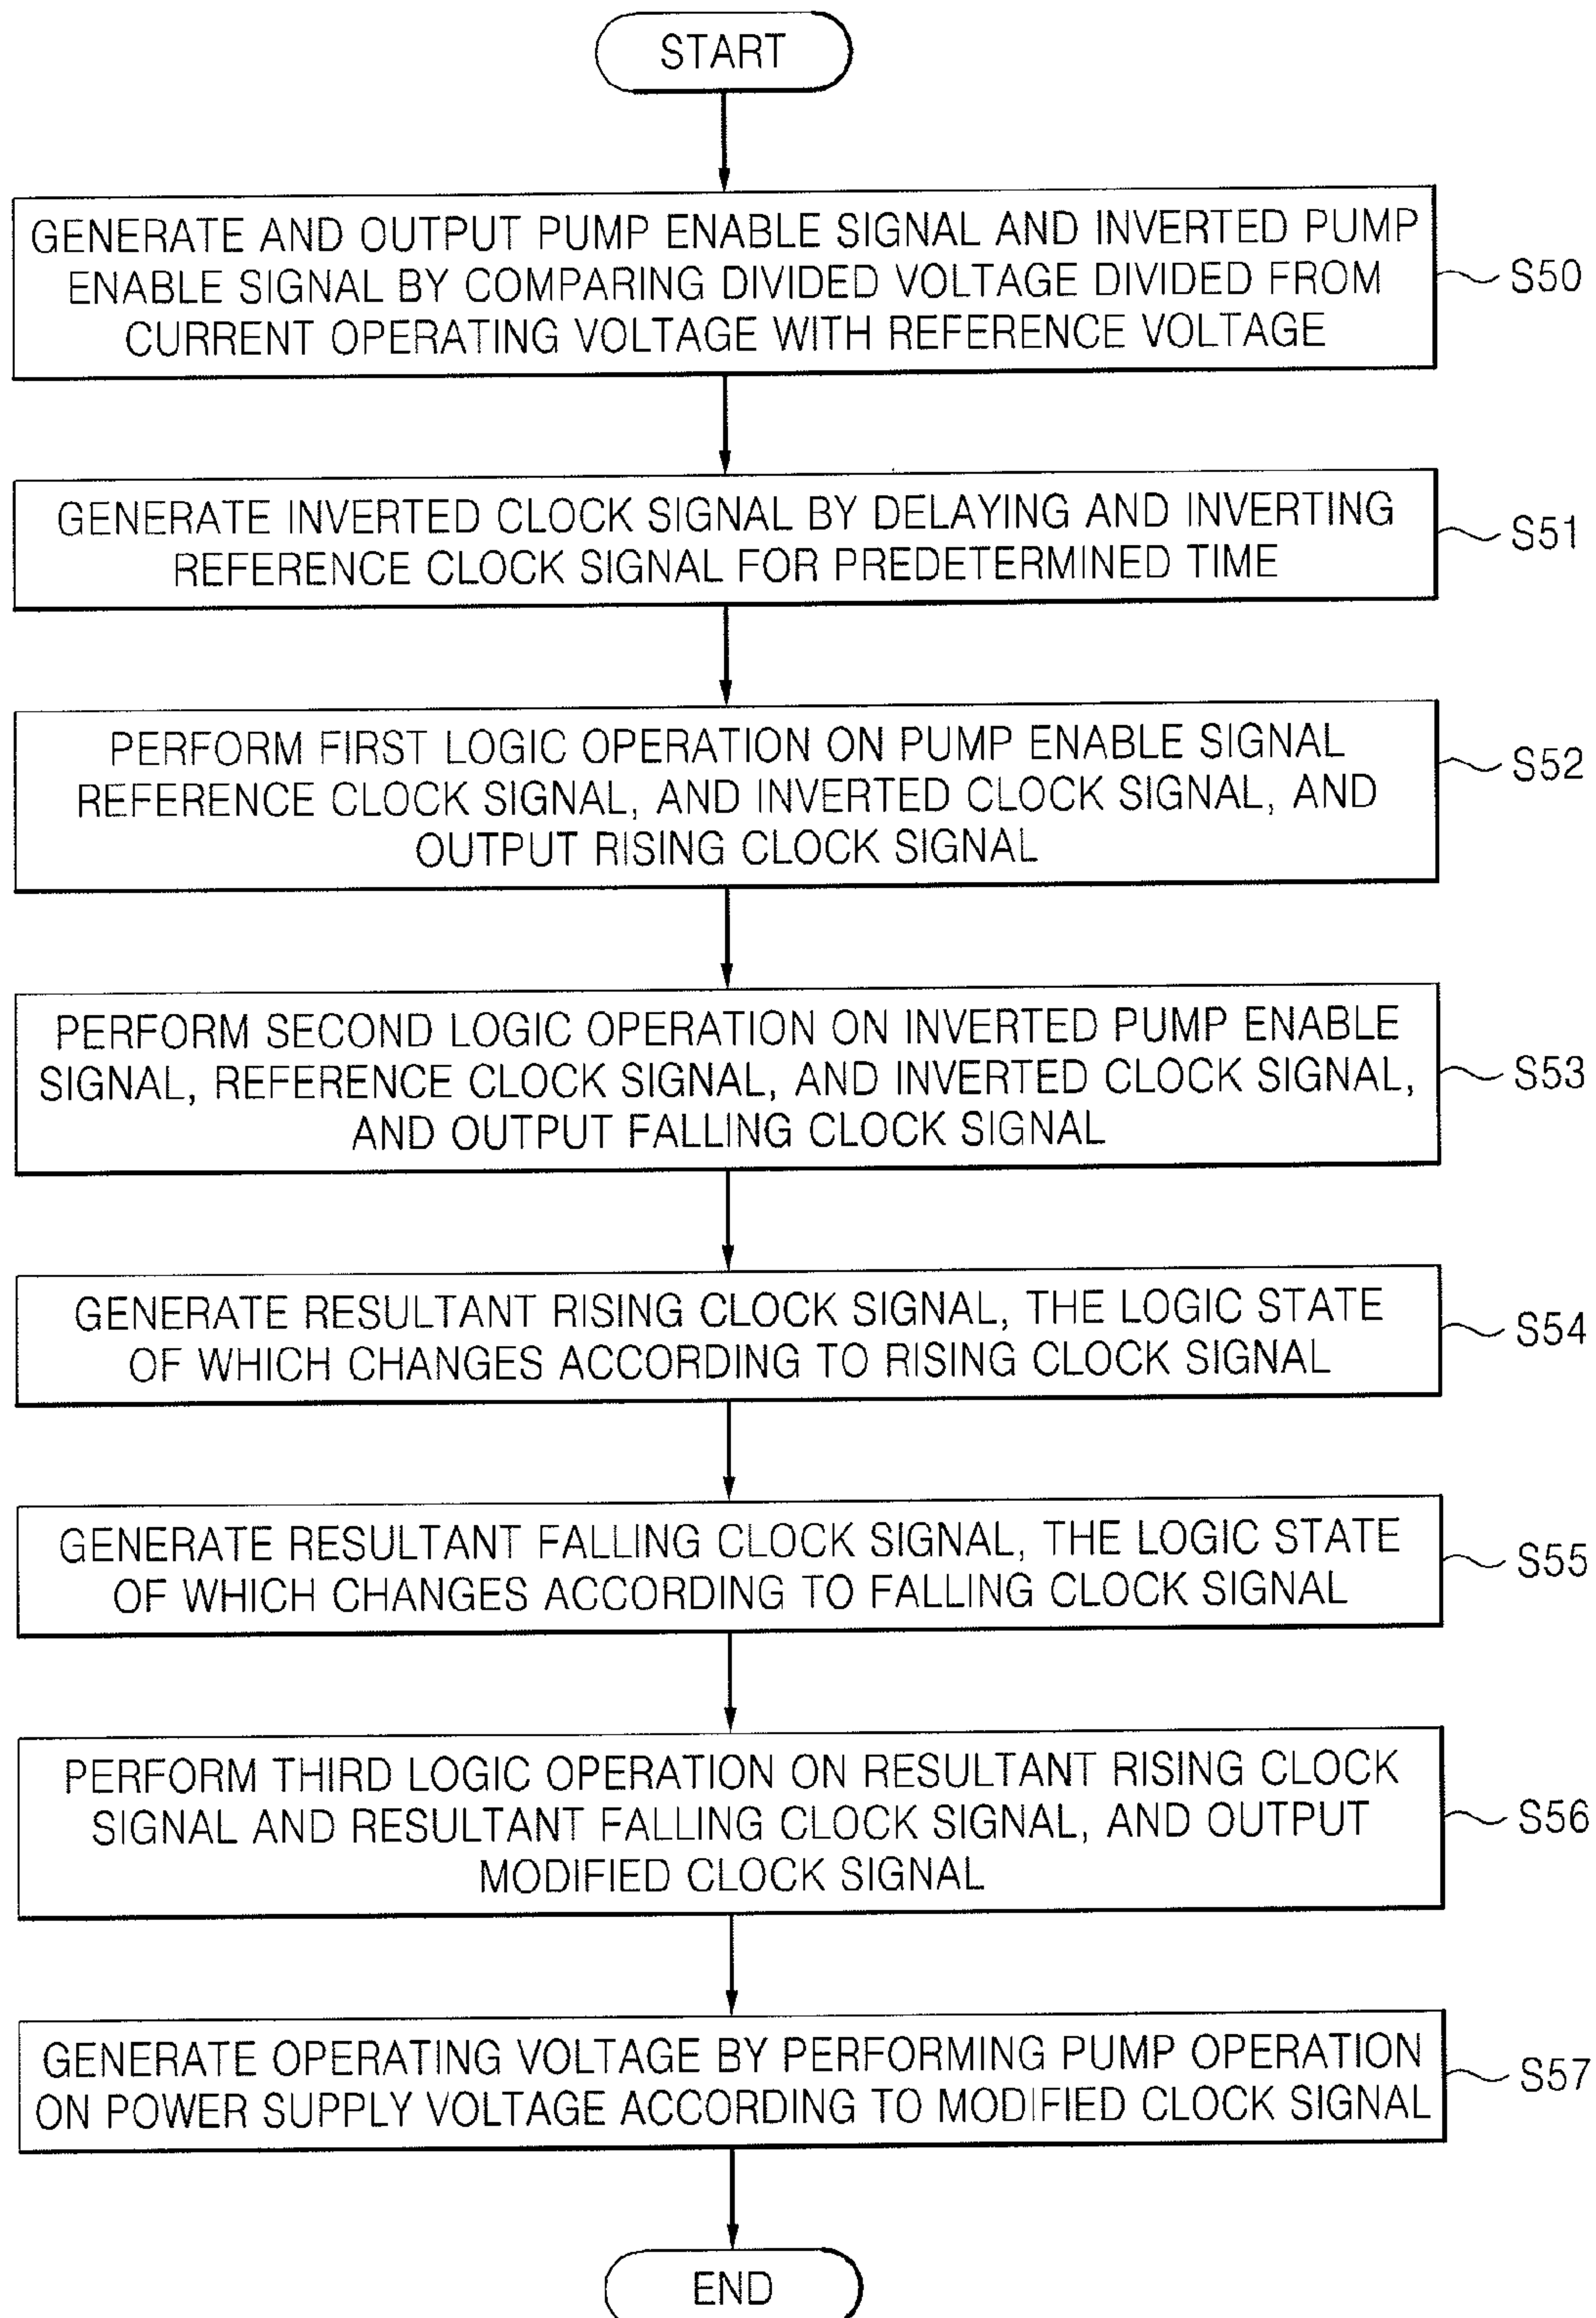 START
GENERATE AND OUTPUT PUMP ENABLE SIGNAL AND INVERTED PUMP
ENABLE SIGNAL BY COMPARING DIVIDED VOLTAGE DIVIDED FROM
CURRENT OPERATING VOLTAGE WITH REFERENCE VOLTAGE
S50
GENERATE INVERTED CLOCK SIGNAL BY DELAYING AND INVERTING
REFERENCE CLOCK SIGNAL FOR PREDETERMINED TIME
S51
PERFORM FIRST LOGIC OPERATION ON PUMP ENABLE SIGNAL
REFERENCE CLOCK SIGNAL, AND INVERTED CLOCK SIGNAL, AND
OUTPUT RISING CLOCK SIGNAL
S52
PERFORM SECOND LOGIC OPERATION ON INVERTED PUMP ENABLE
SIGNAL, REFERENCE CLOCK SIGNAL, AND INVERTED CLOCK SIGNAL,
AND OUTPUT FALLING CLOCK SIGNAL
S53
GENERATE RESULTANT RISING CLOCK SIGNAL, THE LOGIC STATE
OF WHICH CHANGES ACCORDING TO RISING CLOCK SIGNAL
S54
GENERATE RESULTANT FALLING CLOCK SIGNAL, THE LOGIC STATE
OF WHICH CHANGES ACCORDING TO FALLING CLOCK SIGNAL
S55
PERFORM THIRD LOGIC OPERATION ON RESULTANT RISING CLOCK
SIGNAL AND RESULTANT FALLING CLOCK SIGNAL, AND OUTPUT
MODIFIED CLOCK SIGNAL
S56
GENERATE OPERATING VOLTAGE BY PERFORMING PUMP OPERATION
ON POWER SUPPLY VOLTAGE ACCORDING TO MODIFIED CLOCK SIGNAL
S57
END